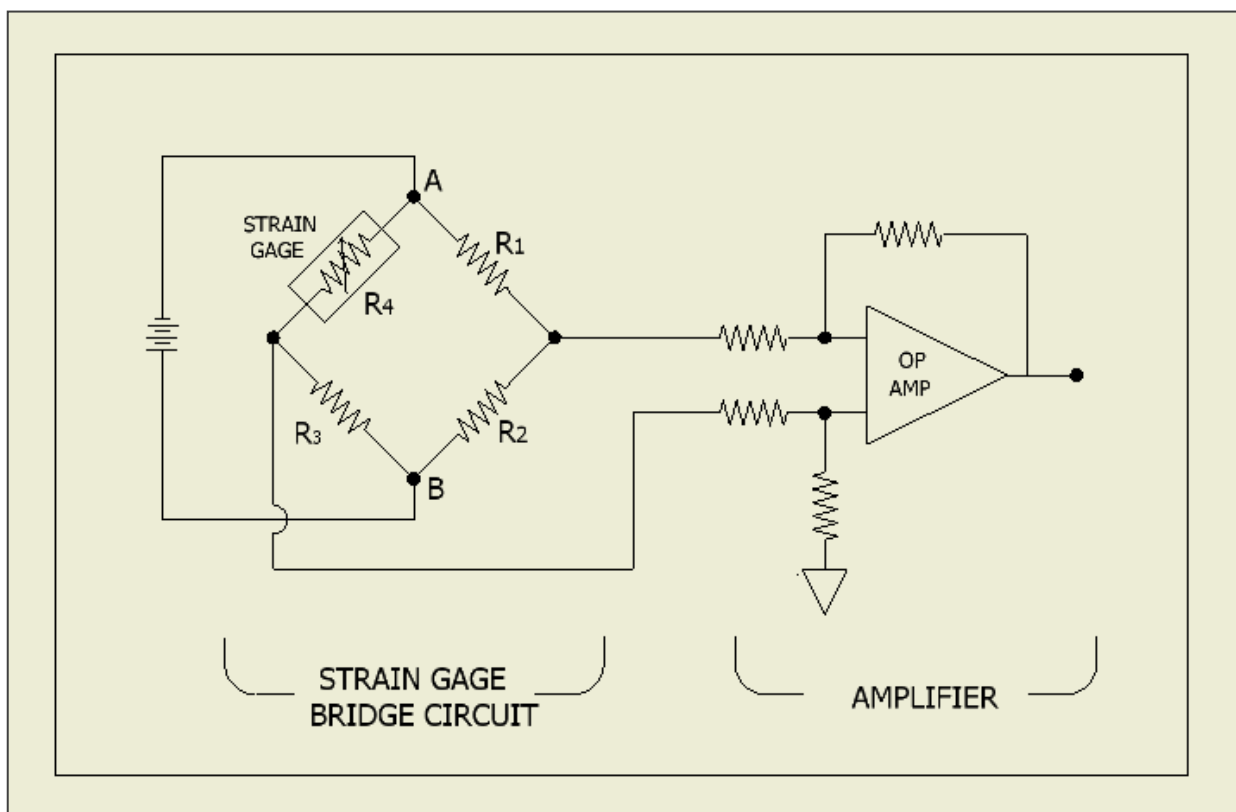 A
STRAIN
GAGE
R1
R4
R3
R2
B
OP
AMP
STRAIN GAGE
BRIDGE CIRCUIT
AMPLIFIER